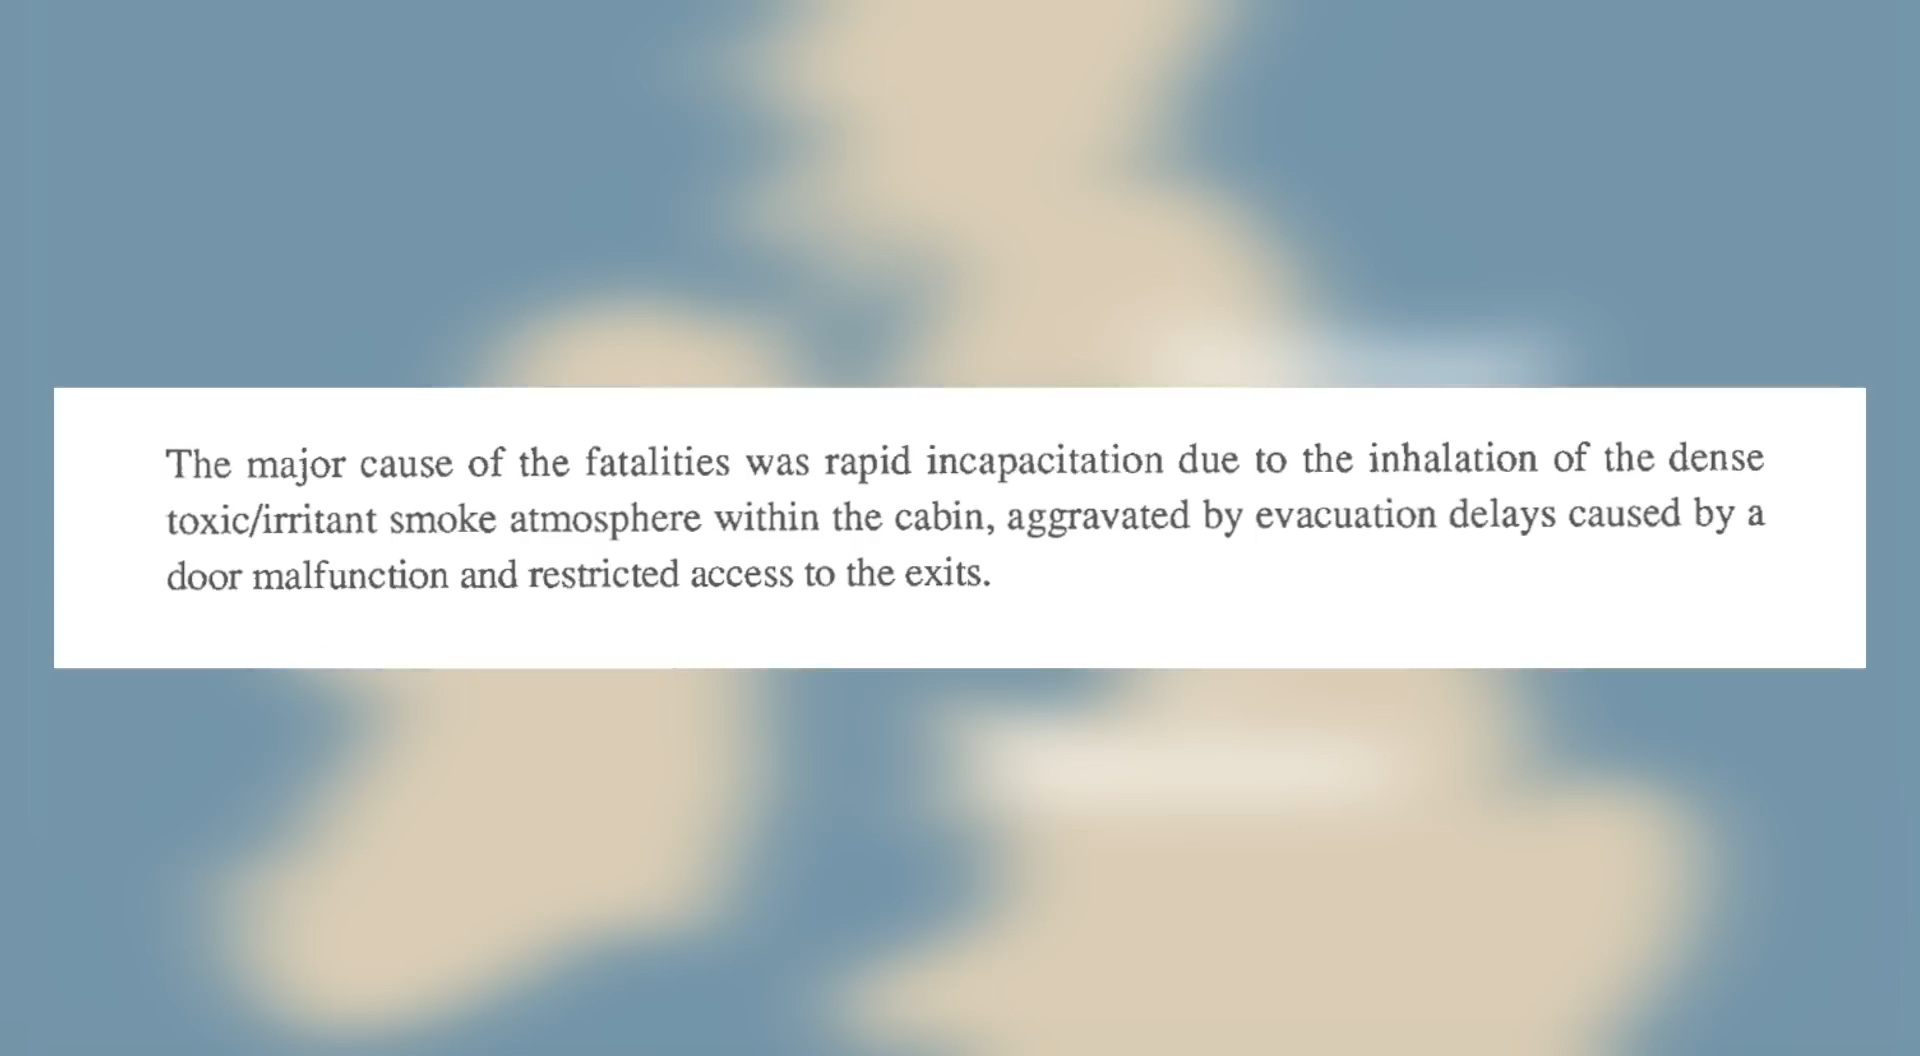 The major cause of the fatalities was rapid incapacitation due to the inhalation of the dense
toxic/irritant smoke atmosphere within the cabin, aggravated by evacuation delays caused by a
door malfunction and restricted access to the exits.